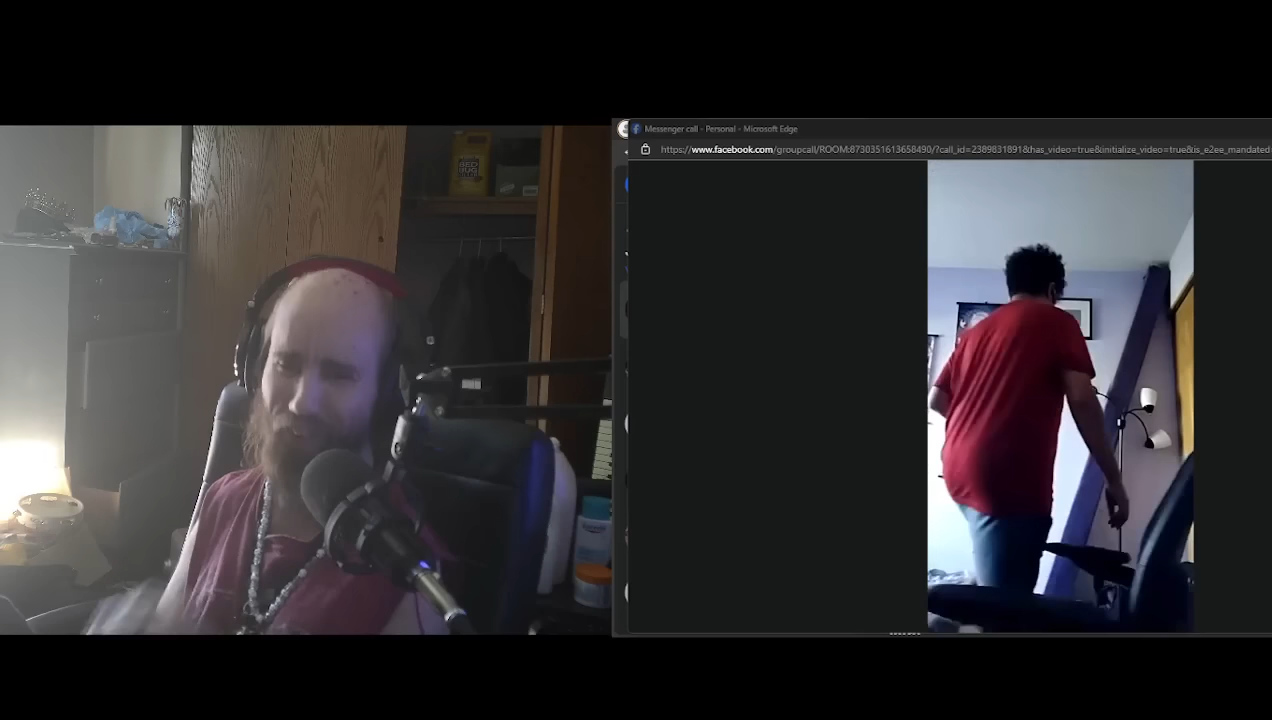 Messenger call - Personal - Microsoft Edge
https://www.facebook.com/groupcall/ROOM:8730351613658490/?call_id=2389831891&has_video=true&initialize_video=true&is_e2ee_mandated
BED
BUG